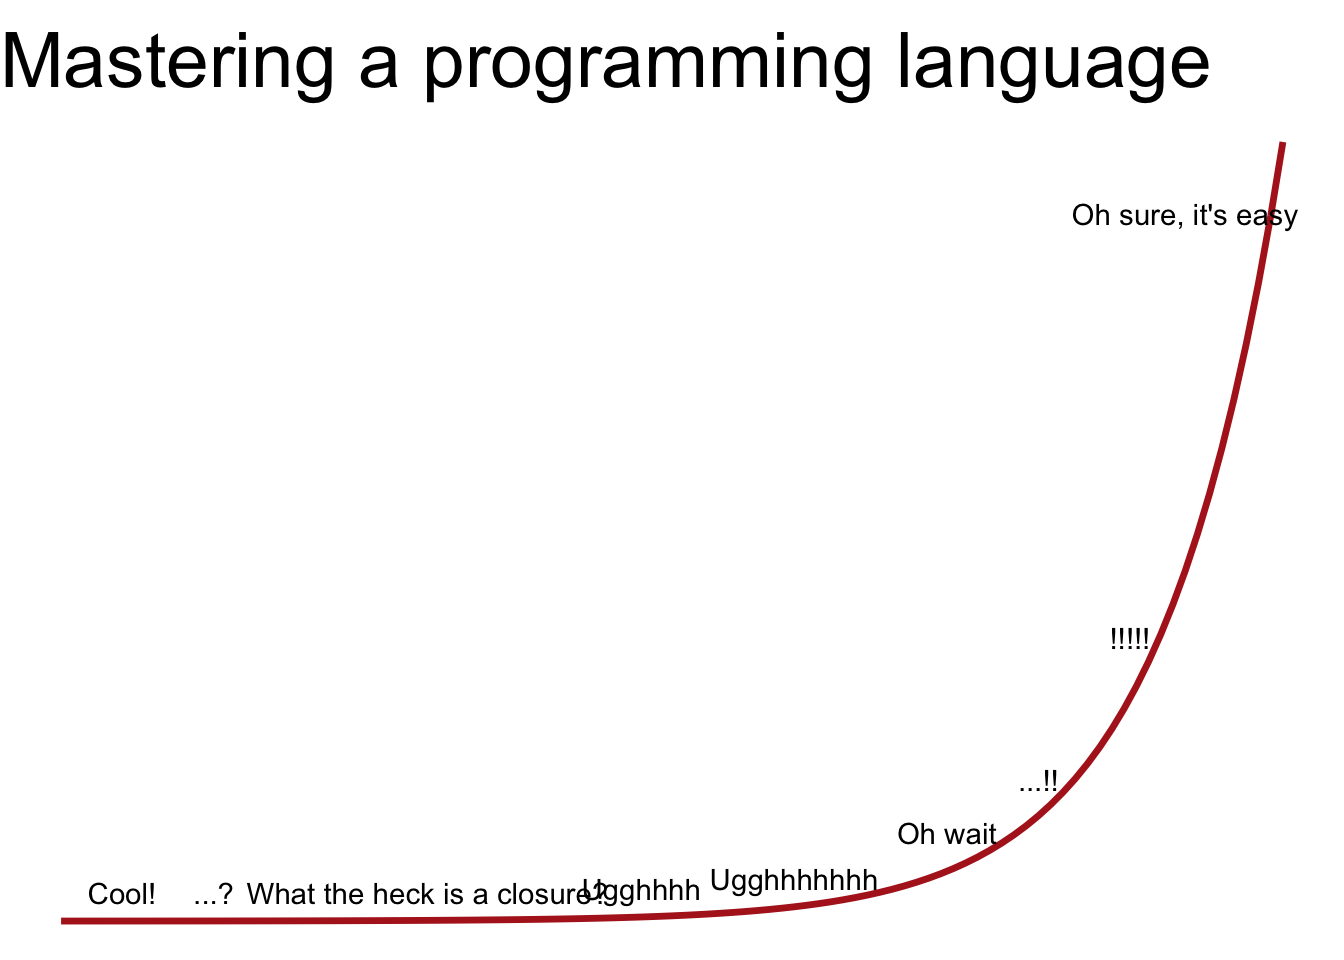 Mastering a programming language
Oh sure, it's easy
!!!!!
...!!
Oh wait
Ugghhhhhhh
Cool!
...?
What the heck is a closure?
Ugghhhh